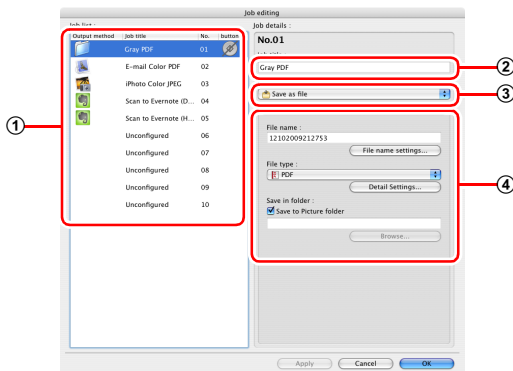 Job editing
Job list :
Output method Job title No. button
Gray PDF 01
E-mail Color PDF 02
iPhoto Color JPEG 03
Scan to Evernote (D... 04
Scan to Evernote (H... 05
Unconfigured 06
Unconfigured 07
Unconfigured 08
Unconfigured 09
Unconfigured 10
Job details :
No.01
Job title :
Gray PDF
Save as file
File name :
12102009212753
File name settings...
File type :
PDF
Detail Settings...
Save in folder :
Save to Picture folder
Browse...
Apply Cancel OK
1
2
3
4